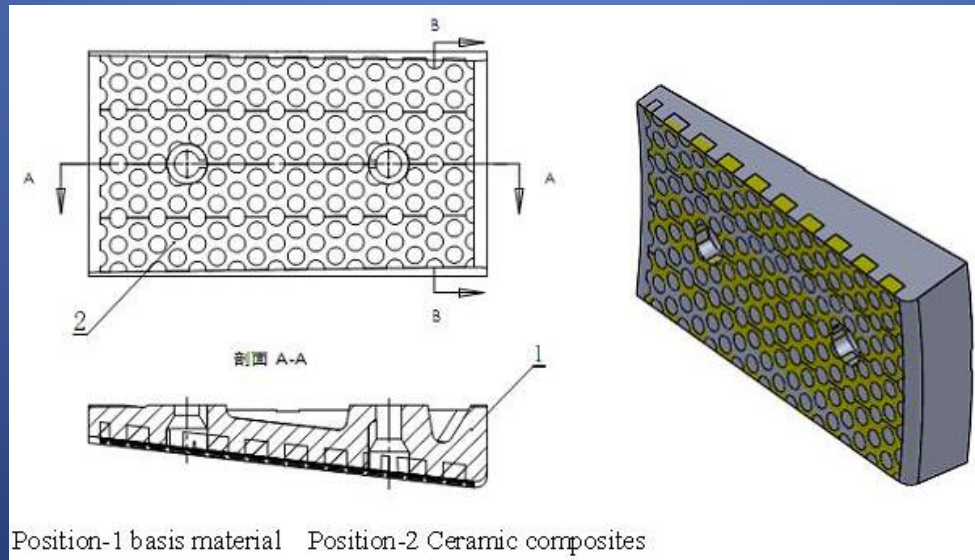 B
A
A
B
2
剖面 A-A
1
Position-1 basis material Position-2 Ceramic composites